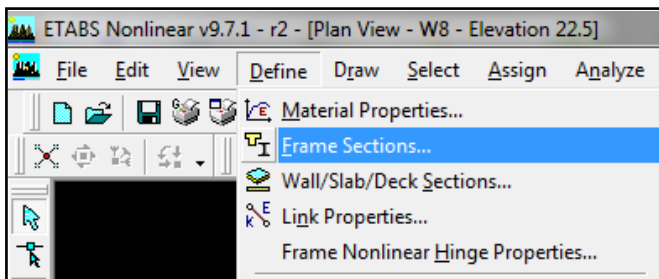 ETABS Nonlinear v9.7.1 - r2 - [Plan View - W8 - Elevation 22.5]
File Edit View Define Draw Select Assign Analyze
Material Properties...
Frame Sections...
Wall/Slab/Deck Sections...
Link Properties...
Frame Nonlinear Hinge Properties...